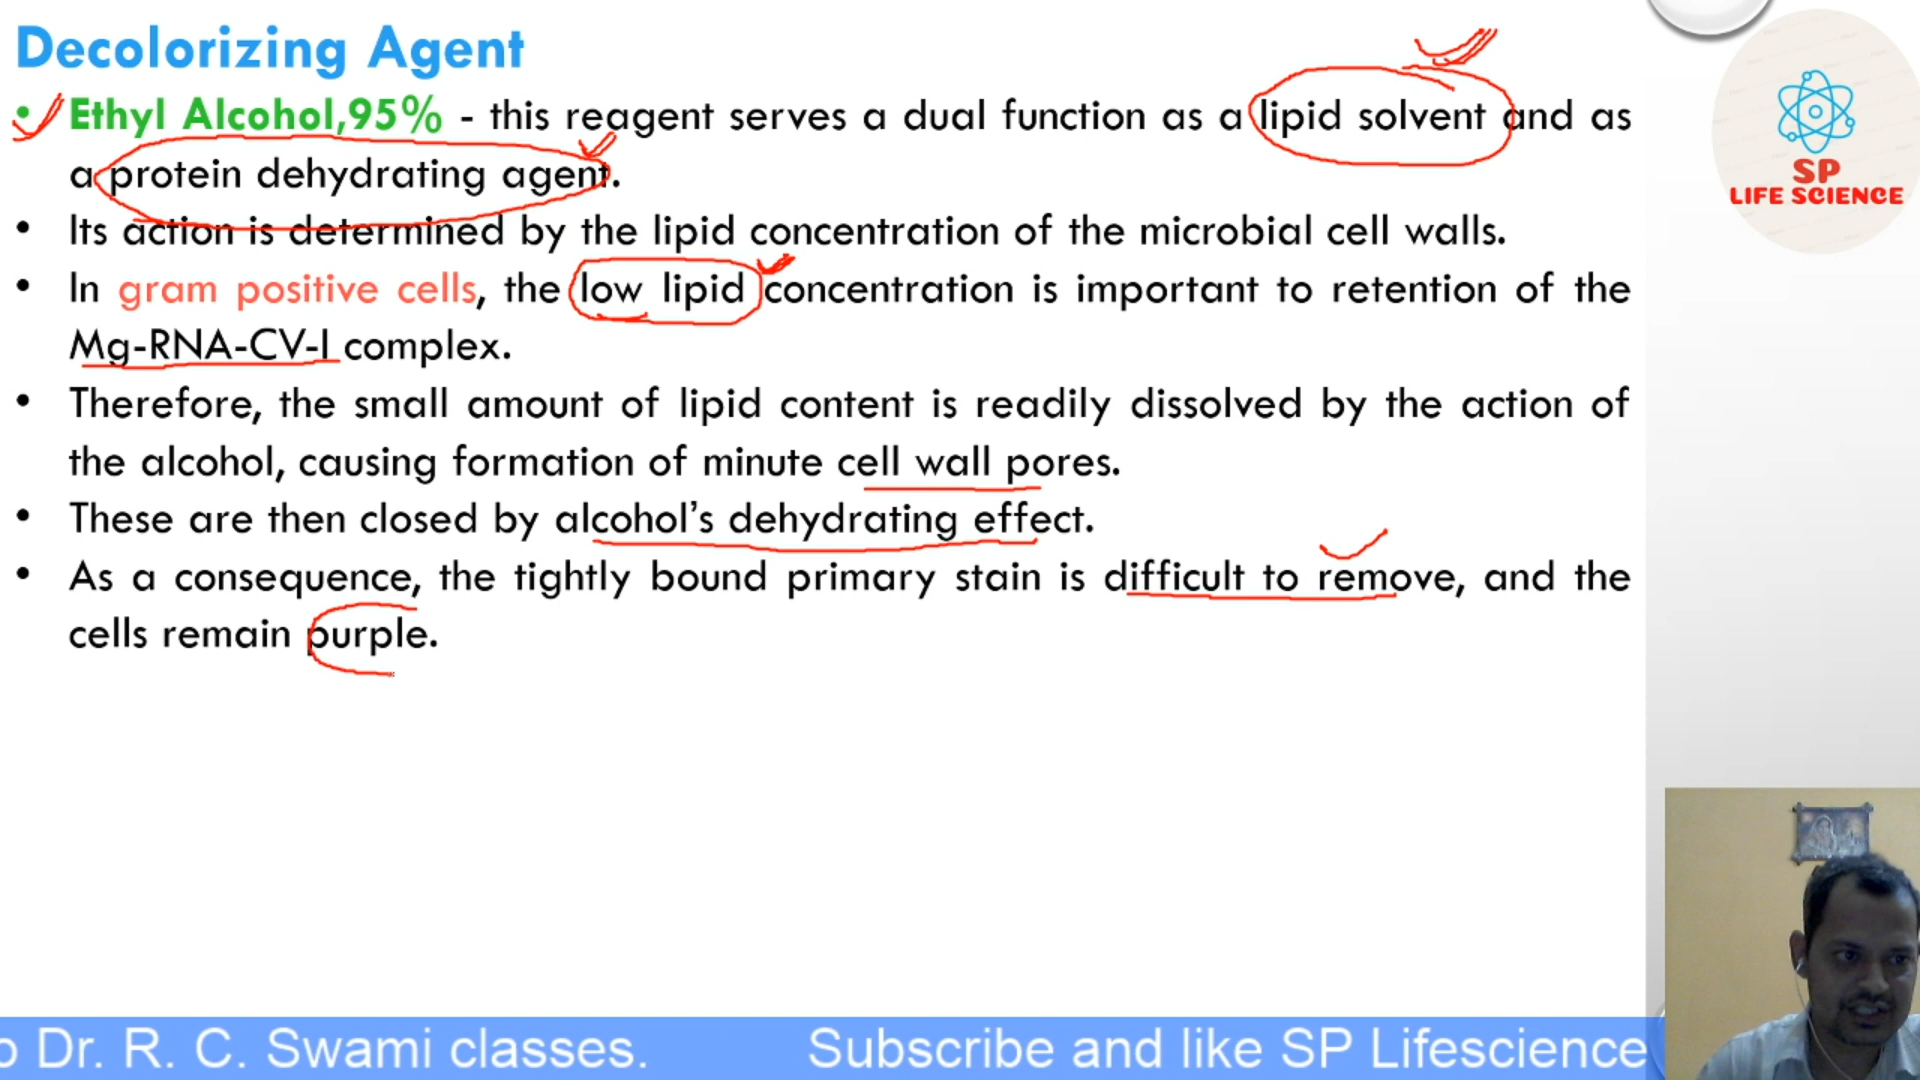 Decolorizing Agent
• Ethyl Alcohol,95% - this reagent serves a dual function as a lipid solvent and as
a protein dehydrating agent.
• Its action is determined by the lipid concentration of the microbial cell walls.
• In gram positive cells, the low lipid concentration is important to retention of the
Mg-RNA-CV-I complex.
• Therefore, the small amount of lipid content is readily dissolved by the action of
the alcohol, causing formation of minute cell wall pores.
• These are then closed by alcohol’s dehydrating effect.
• As a consequence, the tightly bound primary stain is difficult to remove, and the
cells remain purple.
SP
LIFE SCIENCE
o Dr. R. C. Swami classes. Subscribe and like SP Lifescience